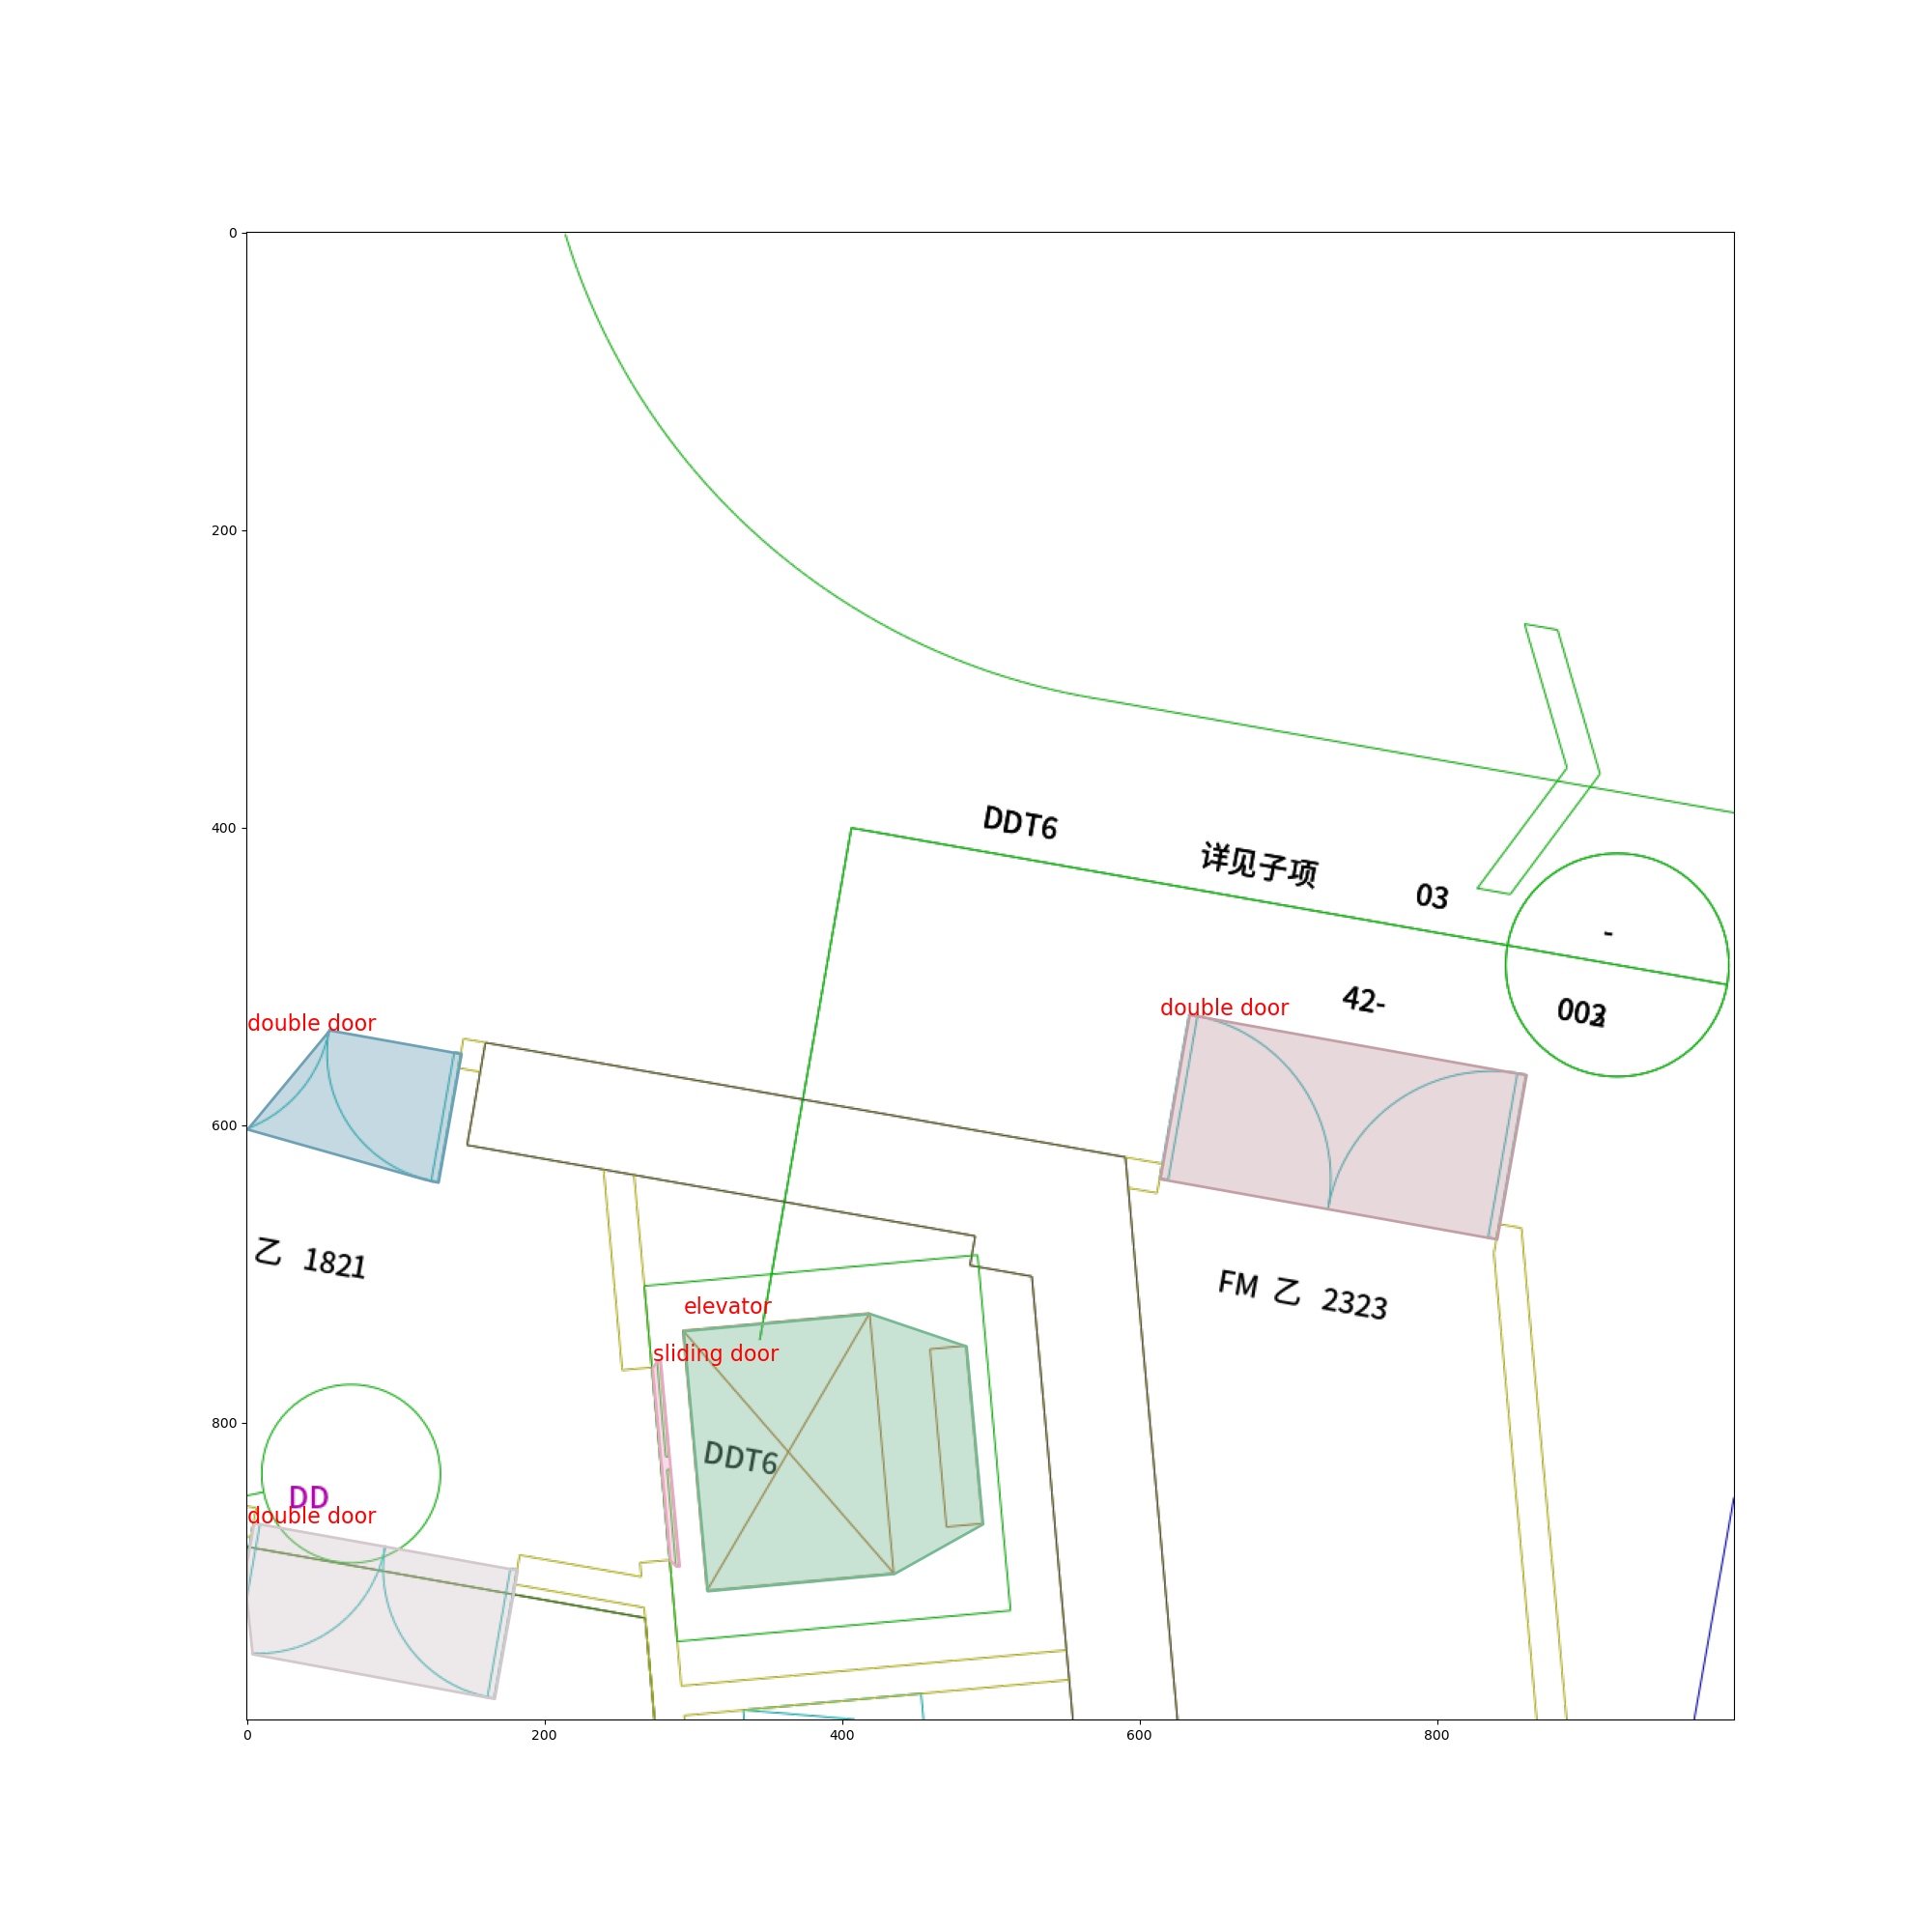 0
200
DDT6
详见子项
03
400
-
42-
double door
double door
600
乙 1821
FM 乙 2323
elevator
sliding door
800
DDT6
DD
double door
0
200
400
600
800